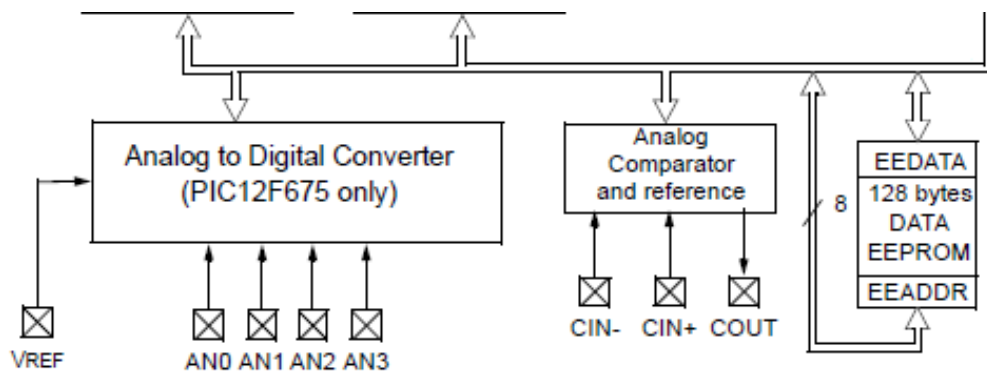 Analog to Digital Converter
(PIC12F675 only)
VREF
AN0 AN1 AN2 AN3
Analog
Comparator
and reference
CIN- CIN+ COUT
8
EEDATA
128 bytes
DATA
EEPROM
EEADDR